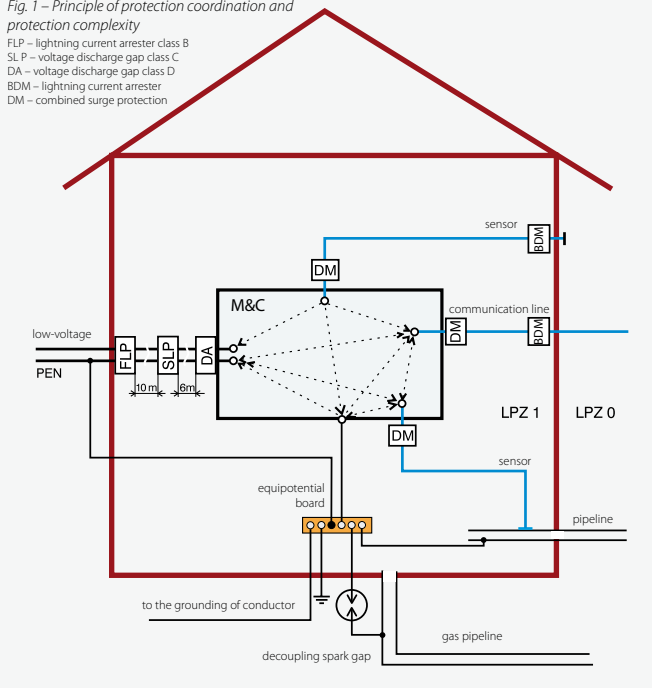 Fig. 1 – Principle of protection coordination and
protection complexity
FLP – lightning current arrester class B
SL P – voltage discharge gap class C
DA – voltage discharge gap class D
BDM – lightning current arrester
DM – combined surge protection
sensor
BDM
DM
M&C
communication line
DM
BDM
low-voltage
PEN
FLP
SLP
DA
10 m
6m
LPZ 1
LPZ 0
DM
sensor
equipotential
board
pipeline
to the grounding of conductor
gas pipeline
decoupling spark gap